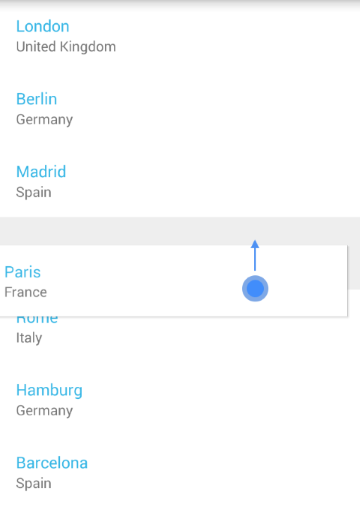 London
United Kingdom
Berlin
Germany
Madrid
Spain
Paris
France
Rome
Italy
Hamburg
Germany
Barcelona
Spain